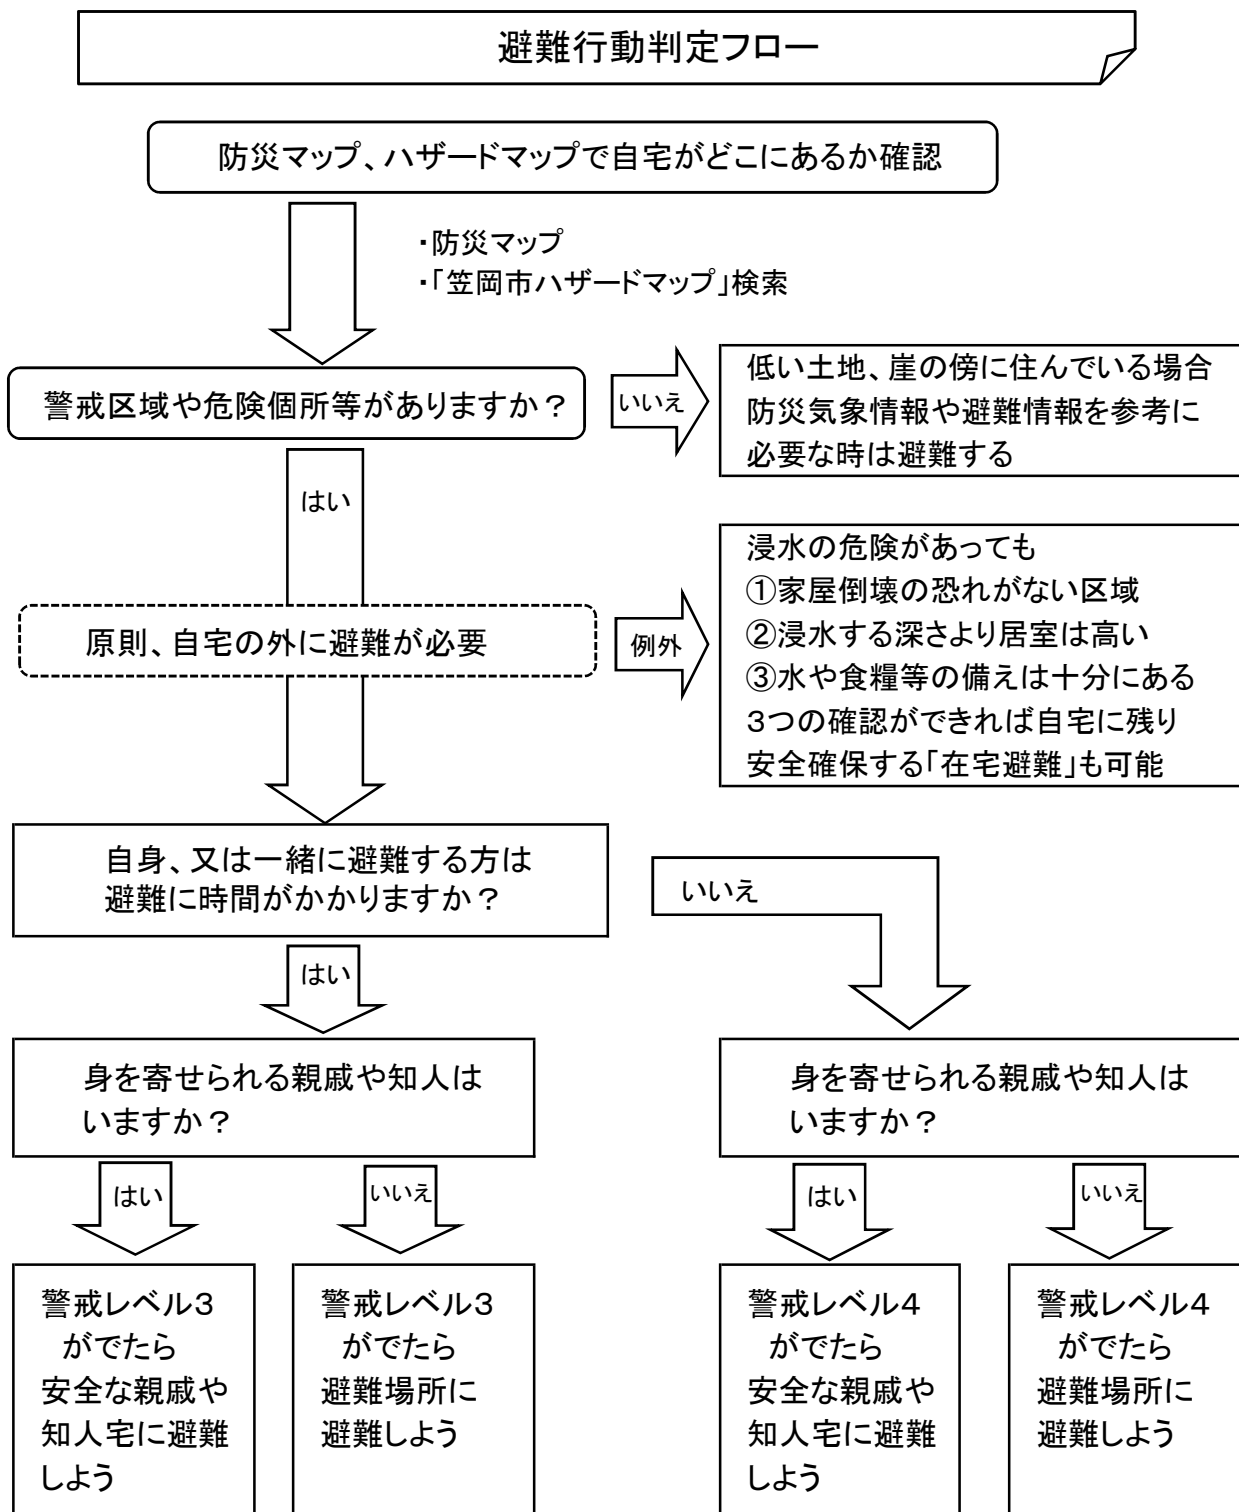 避難行動判定フロー
防災マップ、ハザードマップで自宅がどこにあるか確認
・防災マップ
・「笠岡市ハザードマップ」検索
警戒区域や危険個所等がありますか？
いいえ
低い土地、崖の傍に住んでいる場合
防災気象情報や避難情報を参考に
必要な時は避難する
はい
原則、自宅の外に避難が必要
例外
浸水の危険があっても
①家屋倒壊の恐れがない区域
②浸水する深さより居室は高い
③水や食糧等の備えは十分にある
３つの確認ができれば自宅に残り
安全確保する「在宅避難」も可能
自身、又は一緒に避難する方は
避難に時間がかかりますか？
いいえ
はい
身を寄せられる親戚や知人は
いますか？
身を寄せられる親戚や知人は
いますか？
はい
いいえ
はい
いいえ
警戒レベル３
がでたら
安全な親戚や
知人宅に避難
しよう
警戒レベル３
がでたら
避難場所に
避難しよう
警戒レベル４
がでたら
安全な親戚や
知人宅に避難
しよう
警戒レベル４
がでたら
避難場所に
避難しよう